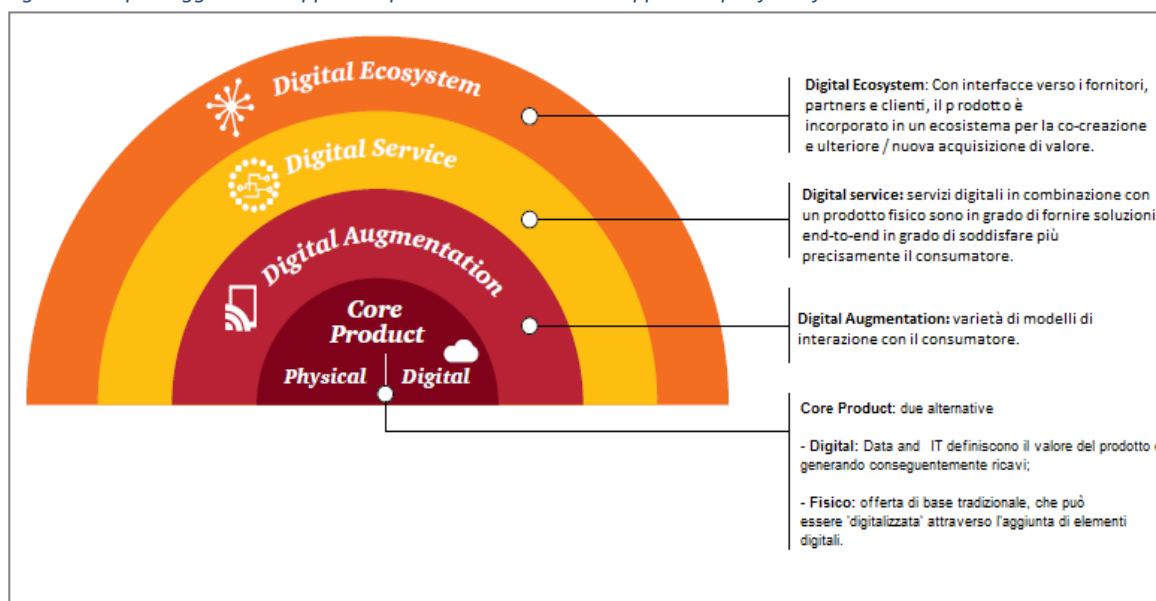 Digital Ecosystem
Digital Service
Digital Augmentation
Core
Product
Physical
Digital
Digital Ecosystem: Con interfacce verso i fornitori,
partners e clienti, il p rodotto è
incorporato in un ecosistema per la co-creazione
e ulteriore / nuova acquisizione di valore.
Digital service: servizi digitali in combinazione con
un prodotto fisico sono in grado di fornire soluzioni
end-to-end in grado di soddisfare più
precisamente il consumatore.
Digital Augmentation: varietà di modelli di
interazione con il consumatore.
Core Product: due alternative
- Digital: Data and IT definiscono il valore del prodotto
generando conseguentemente ricavi;
- Fisico: offerta di base tradizionale, che può
essere 'digitalizzata' attraverso l'aggiunta di elementi
digitali.